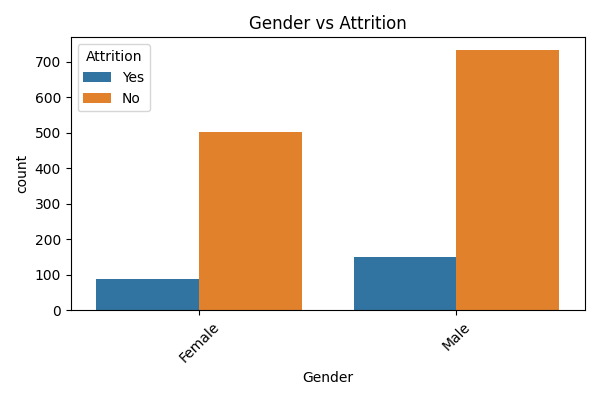 Gender vs Attrition
Attrition
Yes
No
700
600
500
400
300
200
100
0
count
Female
Male
Gender